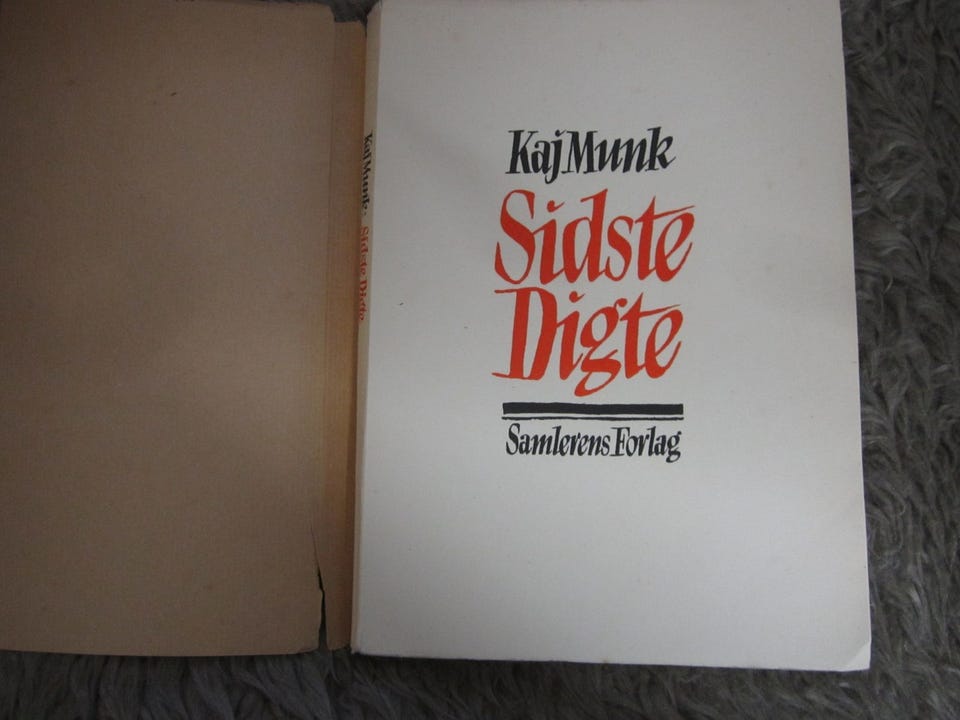 Kaj Munk
Sidste
Digte
Samlerens Forlag
Kaj Munk · Sidste Digte